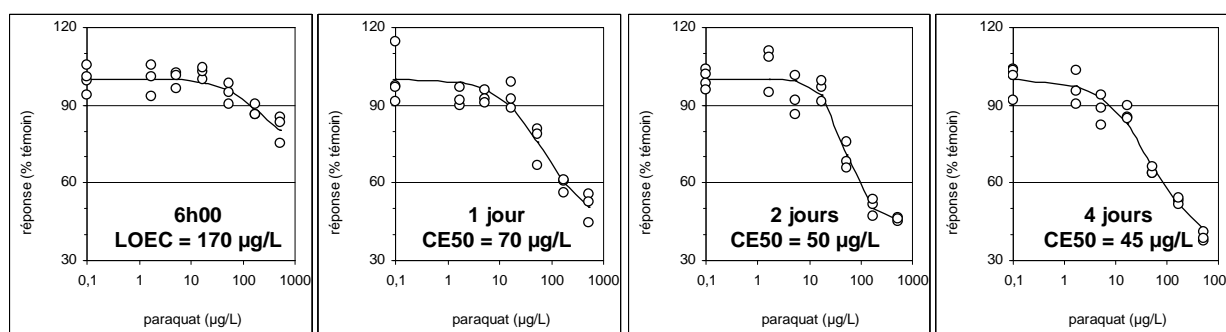 120
90
60
30
réponse (% témoin)
6h00
LOEC = 170 µg/L
0,1 1 10 100 1000
paraquat (µg/L)
120
90
60
30
réponse (% témoin)
1 jour
CE50 = 70 µg/L
0,1 1 10 100 1000
paraquat (µg/L)
120
90
60
30
réponse (% témoin)
2 jours
CE50 = 50 µg/L
0,1 1 10 100 1000
paraquat (µg/L)
120
90
60
30
réponse (% témoin)
4 jours
CE50 = 45 µg/L
0,1 1 10 100 1000
paraquat (µg/L)